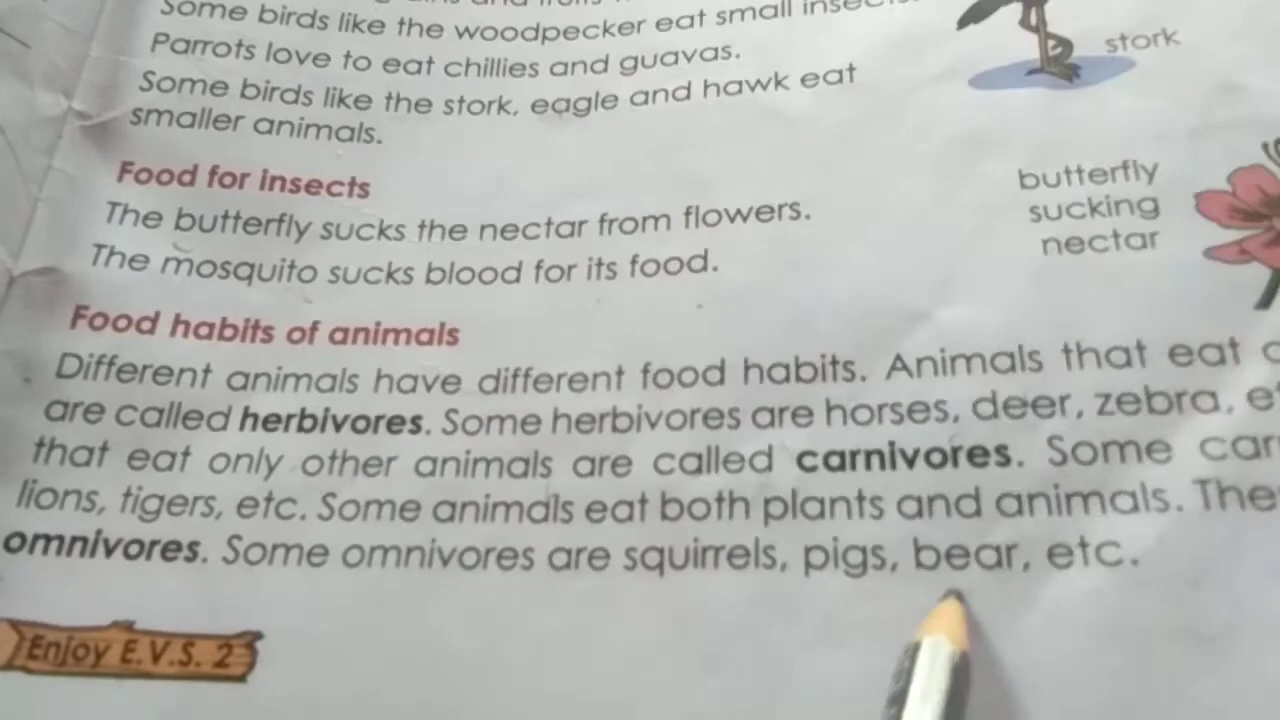 Some birds like the woodpecker eat small insects.
Parrots love to eat chillies and guavas.
Some birds like the stork, eagle and hawk eat
smaller animals.
stork
Food for insects
The butterfly sucks the nectar from flowers.
The mosquito sucks blood for its food.
butterfly
sucking
nectar
Food habits of animals
Different animals have different food habits. Animals that eat
are called herbivores. Some herbivores are horses, deer, zebra,
that eat only other animals are called carnivores. Some
lions, tigers, etc. Some animals eat both plants and animals.
omnivores. Some omnivores are squirrels, pigs, bear, etc.
Enjoy E.V.S. 2